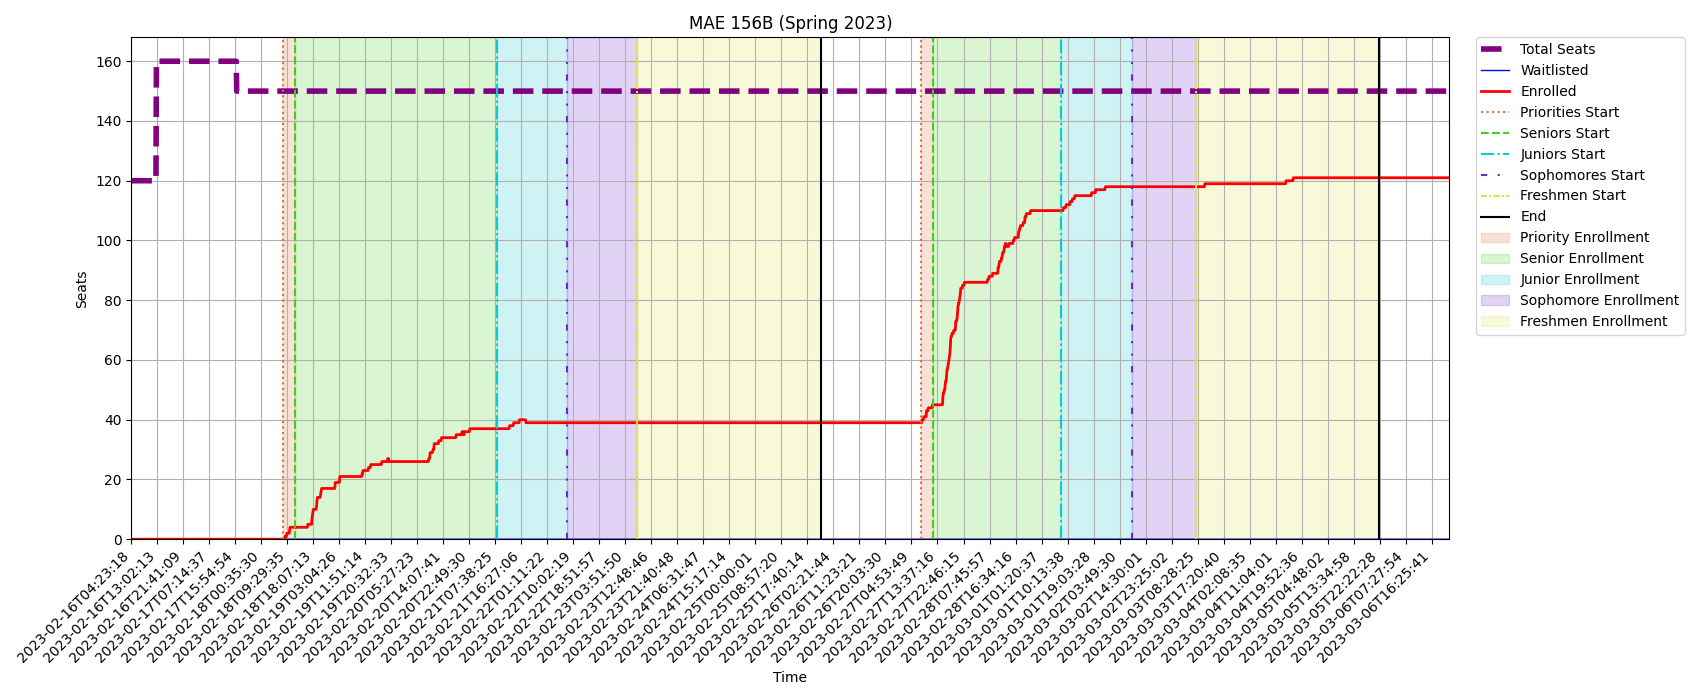 MAE 156B (Spring 2023)
Total Seats
Waitlisted
Enrolled
Priorities Start
Seniors Start
Juniors Start
Sophomores Start
Freshmen Start
End
Priority Enrollment
Senior Enrollment
Junior Enrollment
Sophomore Enrollment
Freshmen Enrollment
Seats
160
140
120
100
80
60
40
20
0
2023-02-16T04:23:18
2023-02-16T13:02:13
2023-02-16T21:41:09
2023-02-17T07:14:37
2023-02-17T15:54:54
2023-02-18T00:35:30
2023-02-18T09:29:35
2023-02-18T18:07:13
2023-02-19T03:04:26
2023-02-19T11:51:14
2023-02-19T20:32:33
2023-02-20T05:27:23
2023-02-20T14:07:41
2023-02-20T22:49:30
2023-02-21T07:38:25
2023-02-21T16:27:06
2023-02-22T01:11:22
2023-02-22T10:02:19
2023-02-22T18:51:57
2023-02-23T03:51:50
2023-02-23T12:48:46
2023-02-23T21:40:48
2023-02-24T06:31:47
2023-02-24T15:17:14
2023-02-25T00:00:01
2023-02-25T08:57:20
2023-02-25T17:40:14
2023-02-26T02:21:44
2023-02-26T11:23:21
2023-02-26T20:03:30
2023-02-27T04:53:49
2023-02-27T13:37:16
2023-02-27T22:46:15
2023-02-28T07:45:57
2023-02-28T16:34:16
2023-03-01T01:20:37
2023-03-01T10:13:38
2023-03-01T19:03:28
2023-03-02T03:49:30
2023-03-02T14:30:01
2023-03-02T23:25:02
2023-03-03T08:28:25
2023-03-03T17:20:40
2023-03-04T02:08:35
2023-03-04T11:04:01
2023-03-04T19:52:36
2023-03-05T04:48:02
2023-03-05T13:34:58
2023-03-05T22:22:28
2023-03-06T07:27:54
2023-03-06T16:25:41
Time